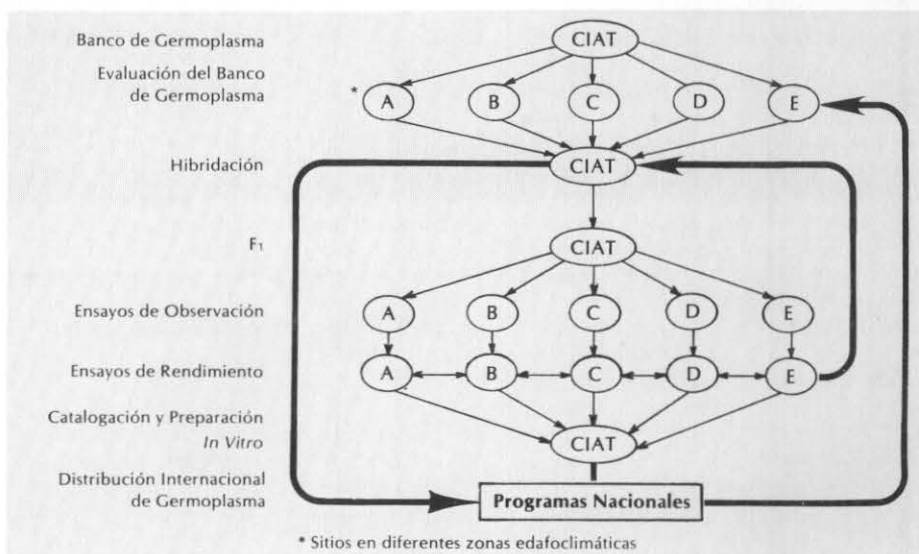 Banco de Germoplasma
CIAT
Evaluación del Banco
de Germoplasma
* A B C D E
Hibridación
CIAT
F₁
CIAT
Ensayos de Observación
A B C D E
Ensayos de Rendimiento
A B C D E
Catalogación y Preparación
In Vitro
CIAT
Distribución Internacional
de Germoplasma
Programas Nacionales
* Sitios en diferentes zonas edafoclimáticas